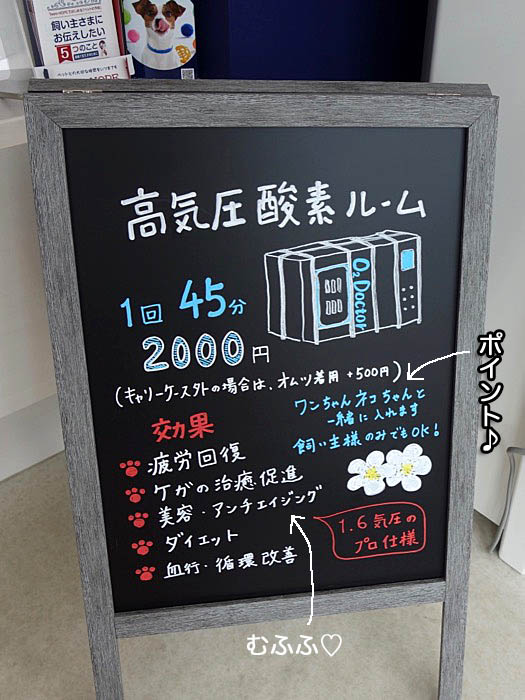 飼い主さまに
お伝えしたい
5つのこと
高気圧酸素ルーム
O₂Doctor
1回 45分
2000円
(キャリーケース外の場合は、オムツ着用 +500円)
ポイント♪
ワンちゃんネコちゃんと
一緒に入れます
飼い主様のみでもOK!
効果
疲労回復
ケガの治癒促進
美容・アンチエイジング
ダイエット
血行・循環改善
1.6気圧の
プロ仕様
むふふ♡